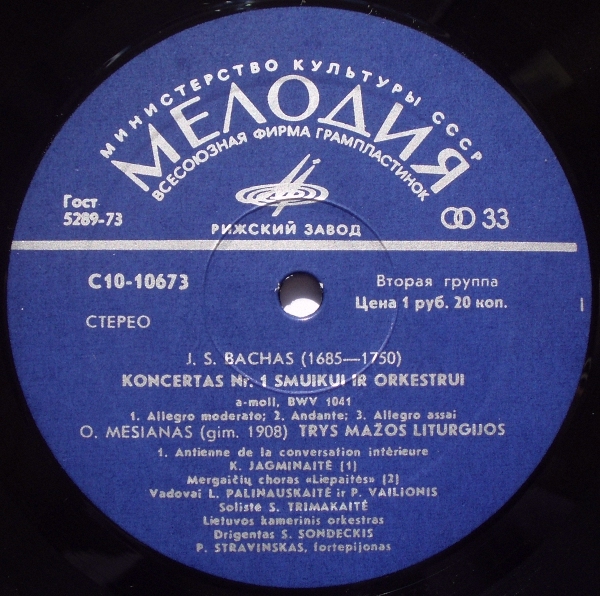 МИНИСТЕРСТВО КУЛЬТУРЫ СССР
МЕЛОДИЯ
ВСЕСОЮЗНАЯ ФИРМА ГРАМПЛАСТИНОК
Гост
5289-73
33
РИЖСКИЙ ЗАВОД
С10-10673
Вторая группа
Цена 1 руб. 20 коп.
СТЕРЕО
J. S. BACHAS (1685—1750)
KONCERTAS Nr. 1 SMUIKUI IR ORKESTRUI
a-moll, BWV 1041
1. Allegro moderato; 2. Andante; 3. Allegro assai
O. MESIANAS (gim. 1908) TRYS MAŽOS LITURGIJOS
1. Antienne de la conversation intèrieure
K. JAGMINAITĖ (1)
Mergaičių choras «Liepaitės» (2)
Vadovai L. PALINAUSKAITĖ ir P. VAILIONIS
Solistė S. TRIMAKAITĖ
Lietuvos kamerinis orkestras
Dirigentas S. SONDECKIS
P. STRAVINSKAS, fortepijonas